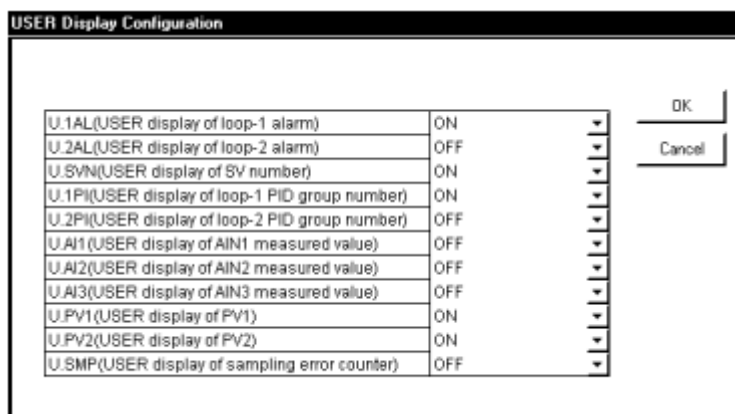 USER Display Configuration
OK
Cancel
U.1AL(USER display of loop-1 alarm) ON
U.2AL(USER display of loop-2 alarm) OFF
U.SVN(USER display of SV number) ON
U.1PI(USER display of loop-1 PID group number) ON
U.2PI(USER display of loop-2 PID group number) OFF
U.AI1(USER display of AIN1 measured value) OFF
U.AI2(USER display of AIN2 measured value) OFF
U.AI3(USER display of AIN3 measured value) OFF
U.PV1(USER display of PV1) ON
U.PV2(USER display of PV2) ON
U.SMP(USER display of sampling error counter) OFF